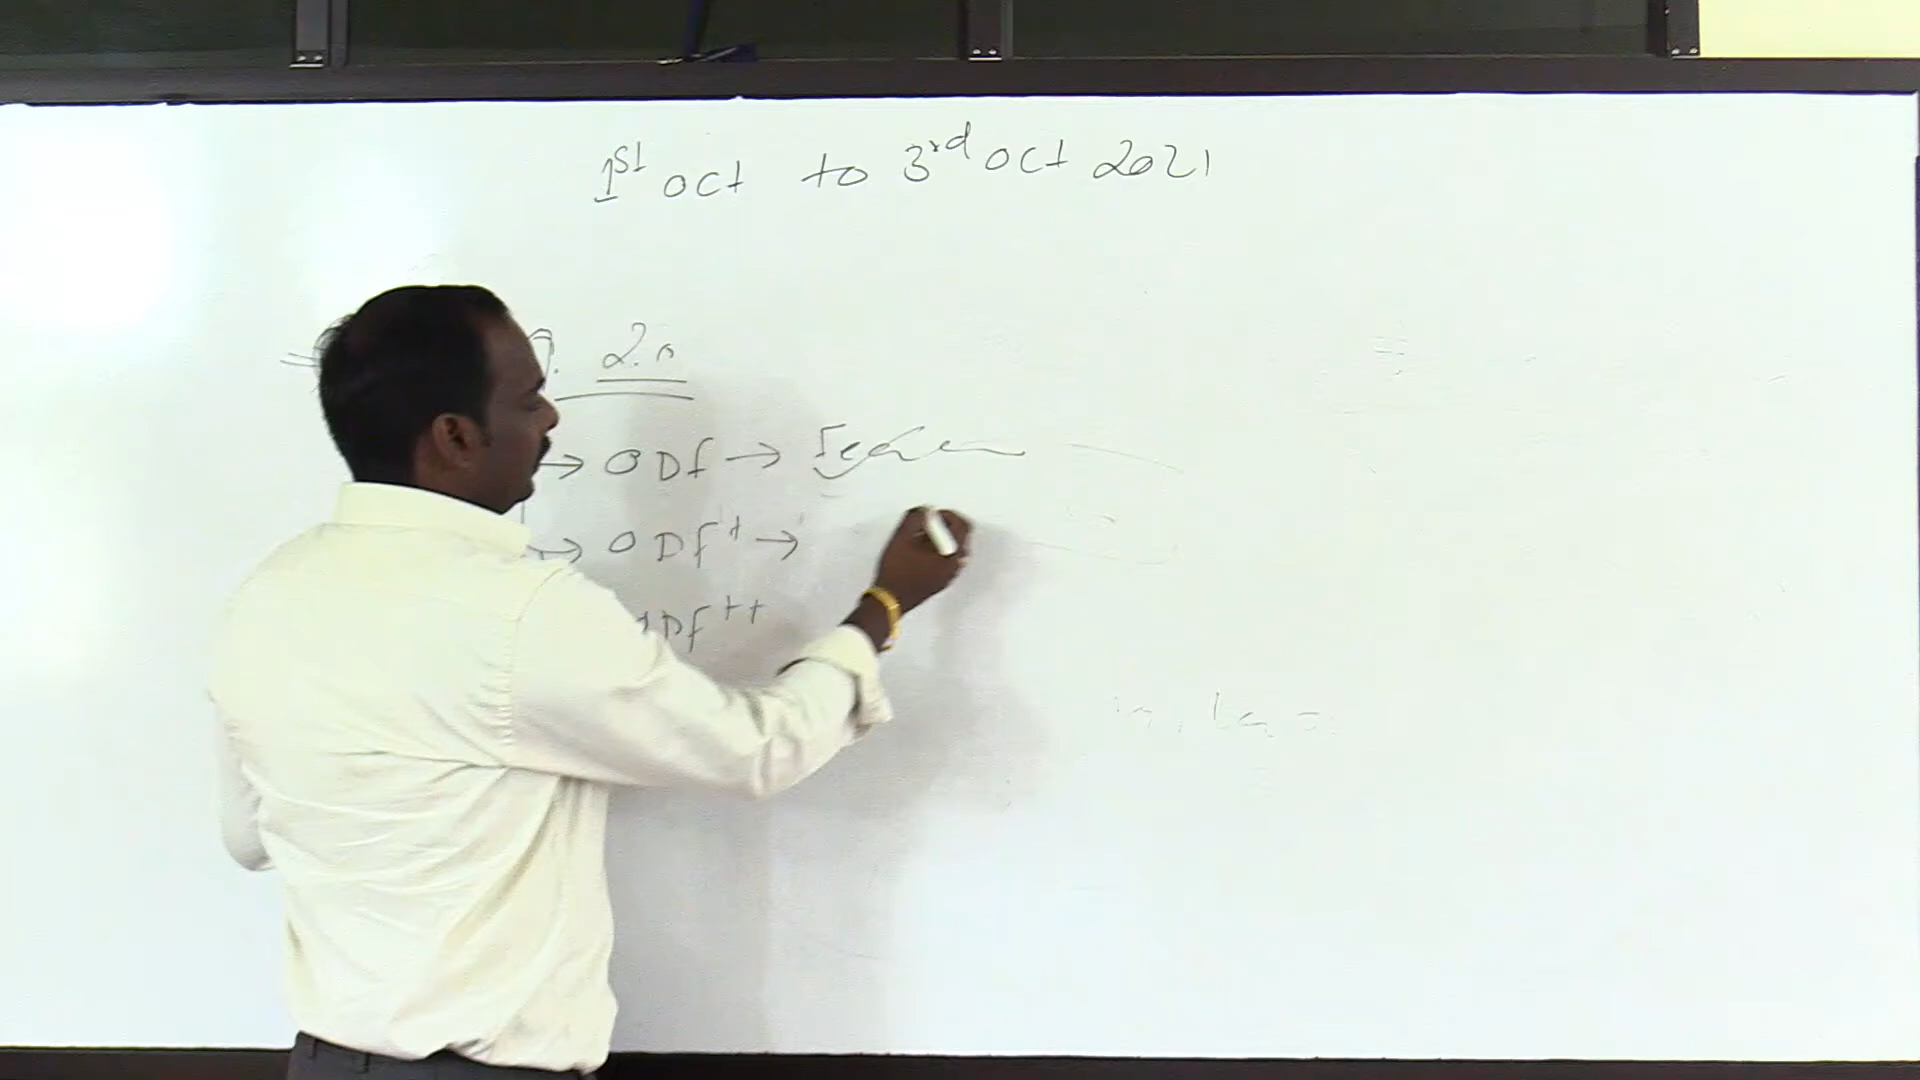 1st oct to 3rd oct 2021
2.0
→ ODf →
→ ODf+ →
ODf++